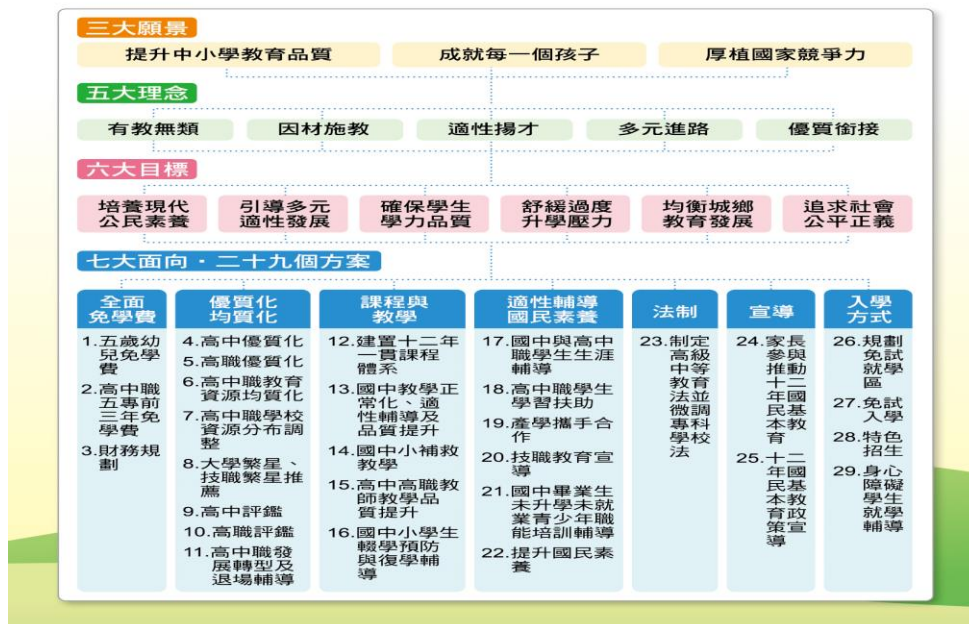 三大願景
提升中小學教育品質 成就每一個孩子 厚植國家競爭力
五大理念
有教無類 因材施教 適性揚才 多元進路 優質銜接
六大目標
培養現代
公民素養
引導多元
適性發展
確保學生
學力品質
舒緩過度
升學壓力
均衡城鄉
教育發展
追求社會
公平正義
七大面向・二十九個方案
全面
免學費
1.五歲幼
兒免學
費
2.高中職
五專前
三年免
學費
3.財務規
劃
優質化
均質化
4.高中優質化
5.高職優質化
6.高中職教育
資源均質化
7.高中職學校
資源分布調
整
8.大學繁星、
技職繁星推
薦
9.高中評鑑
10.高職評鑑
11.高中職發
展轉型及
退場輔導
課程與
教學
12.建置十二年
一貫課程
體系
13.國中教學正
常化、適
性輔導及
品質提升
14.國中小補救
教學
15.高中高職教
師教學品
質提升
16.國中小學生
輟學預防
與復學輔
導
適性輔導
國民素養
17.國中與高中
職學生生涯
輔導
18.高中職學生
學習扶助
19.產學攜手合
作
20.技職教育宣
導
21.國中畢業生
未升學未就
業青少年職
能培訓輔導
22.提升國民素
養
法制
23.制定
高級
中等
教育
法並
微調
專科
學校
法
宣導
24.家長
參與
推動
十二
年國
民基
本教
育
25.十二
年國
民基
本教
育政
策宣
導
入學
方式
26.規劃
免試
就學
區
27.免試
入學
28.特色
招生
29.身心
障礙
學生
就學
輔導